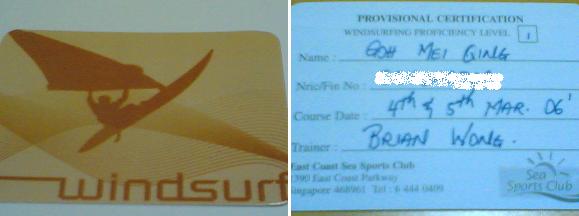 windsurf
PROVISIONAL CERTIFICATION
WINDSURFING PROFICIENCY LEVEL 1
Name : GOH MEI QING
Nric/Fin No :
Course Date : 4th & 5th MAR. 06'
Trainer : BRIAN WONG.
East Coast Sea Sports Club
1390 East Coast Parkway
Singapore 468961 Tel : 6 444 0409
Sea
Sports Club